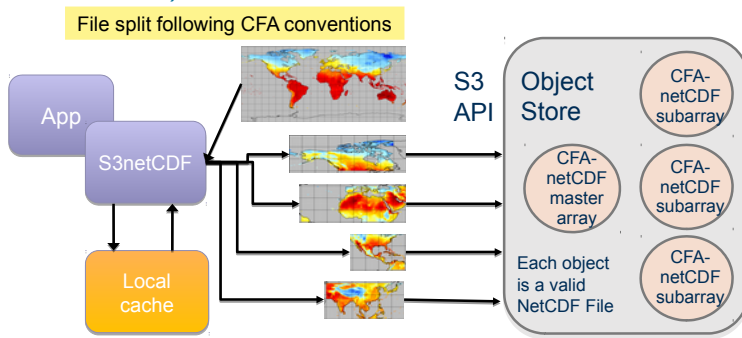 File split following CFA conventions
App
S3netCDF
Local
cache
S3
API
Object
Store
CFA-
netCDF
subarray
CFA-
netCDF
master
array
CFA-
netCDF
subarray
Each object
is a valid
NetCDF File
CFA-
netCDF
subarray